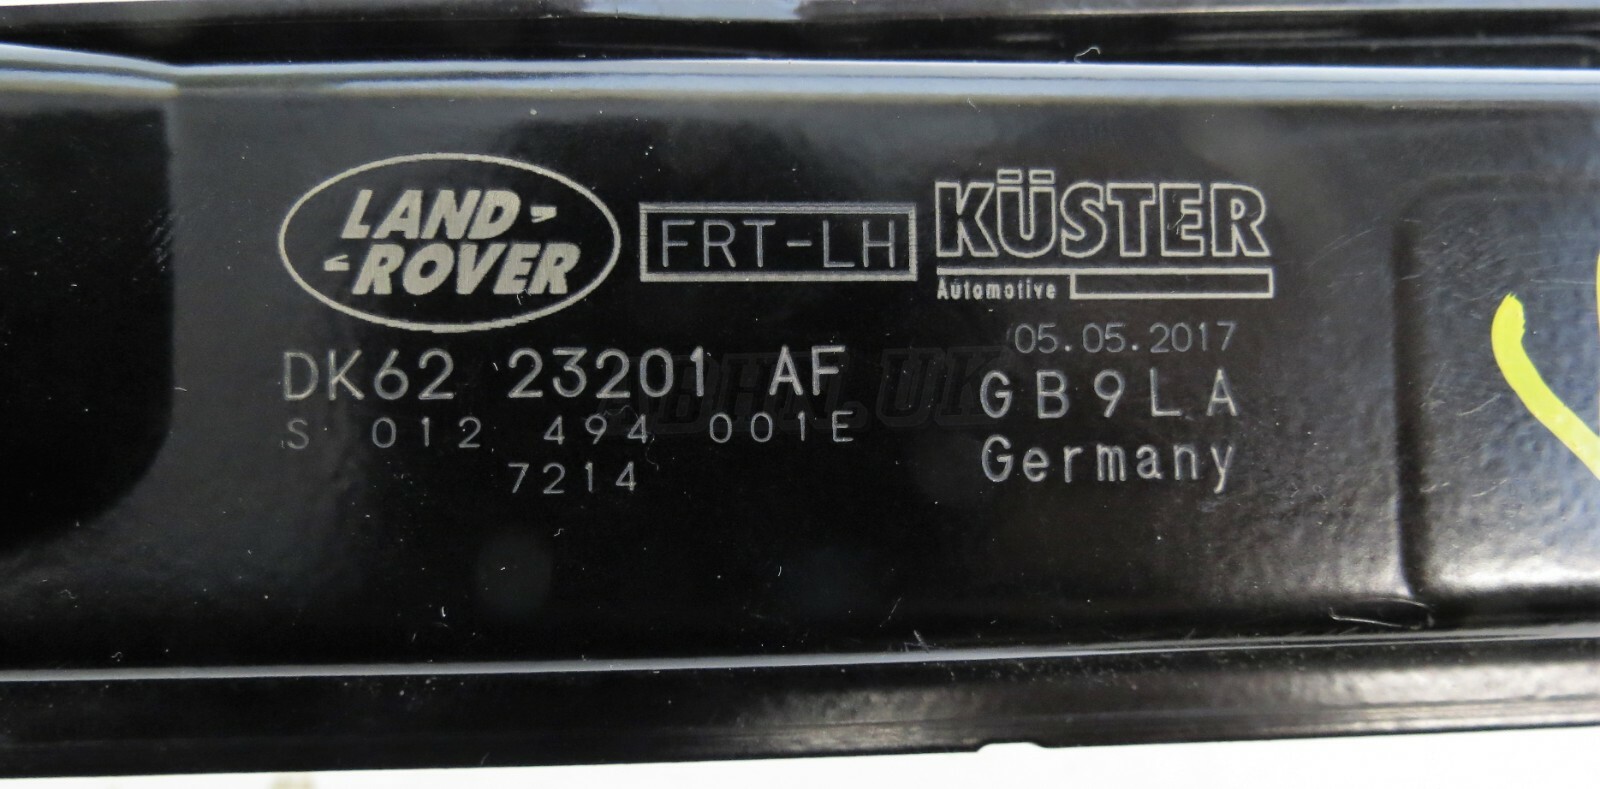 LAND-
-ROVER
FRT-LH
KÜSTER
Automotive
DK62 23201 AF
S 012 494 001E
7214
05.05.2017
GB9LA
Germany